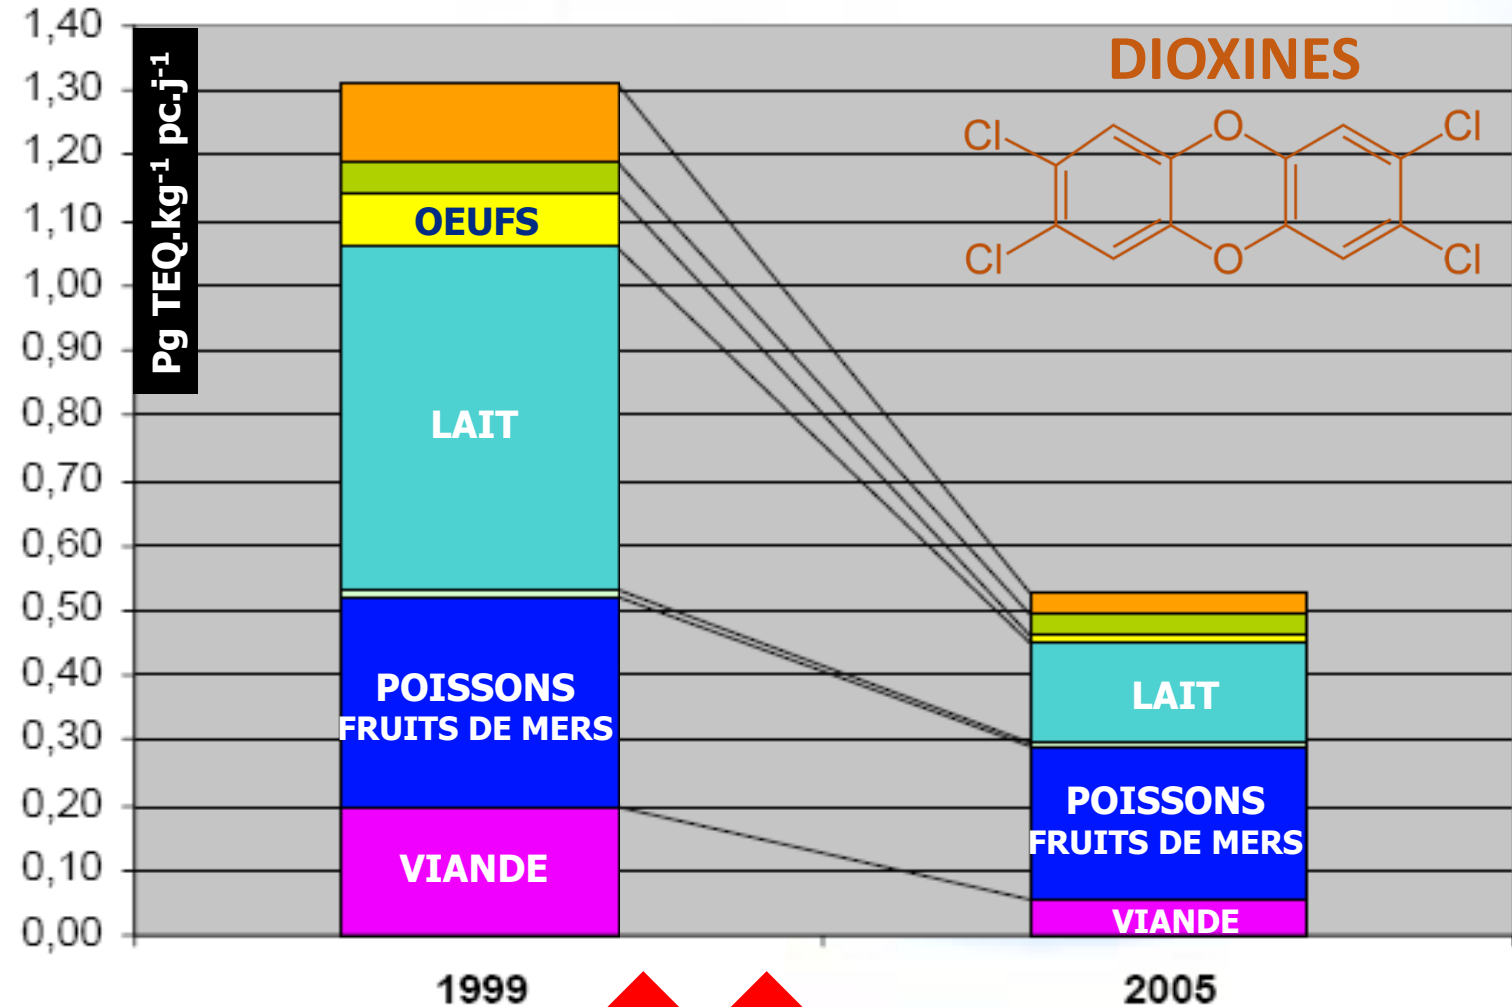 1,40
1,30
1,20
1,10
1,00
0,90
0,80
0,70
0,60
0,50
0,40
0,30
0,20
0,10
0,00
Pg TEQ.kg⁻¹ pc.j⁻¹
DIOXINES
Cl
O
Cl
Cl
O
Cl
OEUFS
LAIT
POISSONS
FRUITS DE MERS
VIANDE
LAIT
POISSONS
FRUITS DE MERS
VIANDE
1999
2005